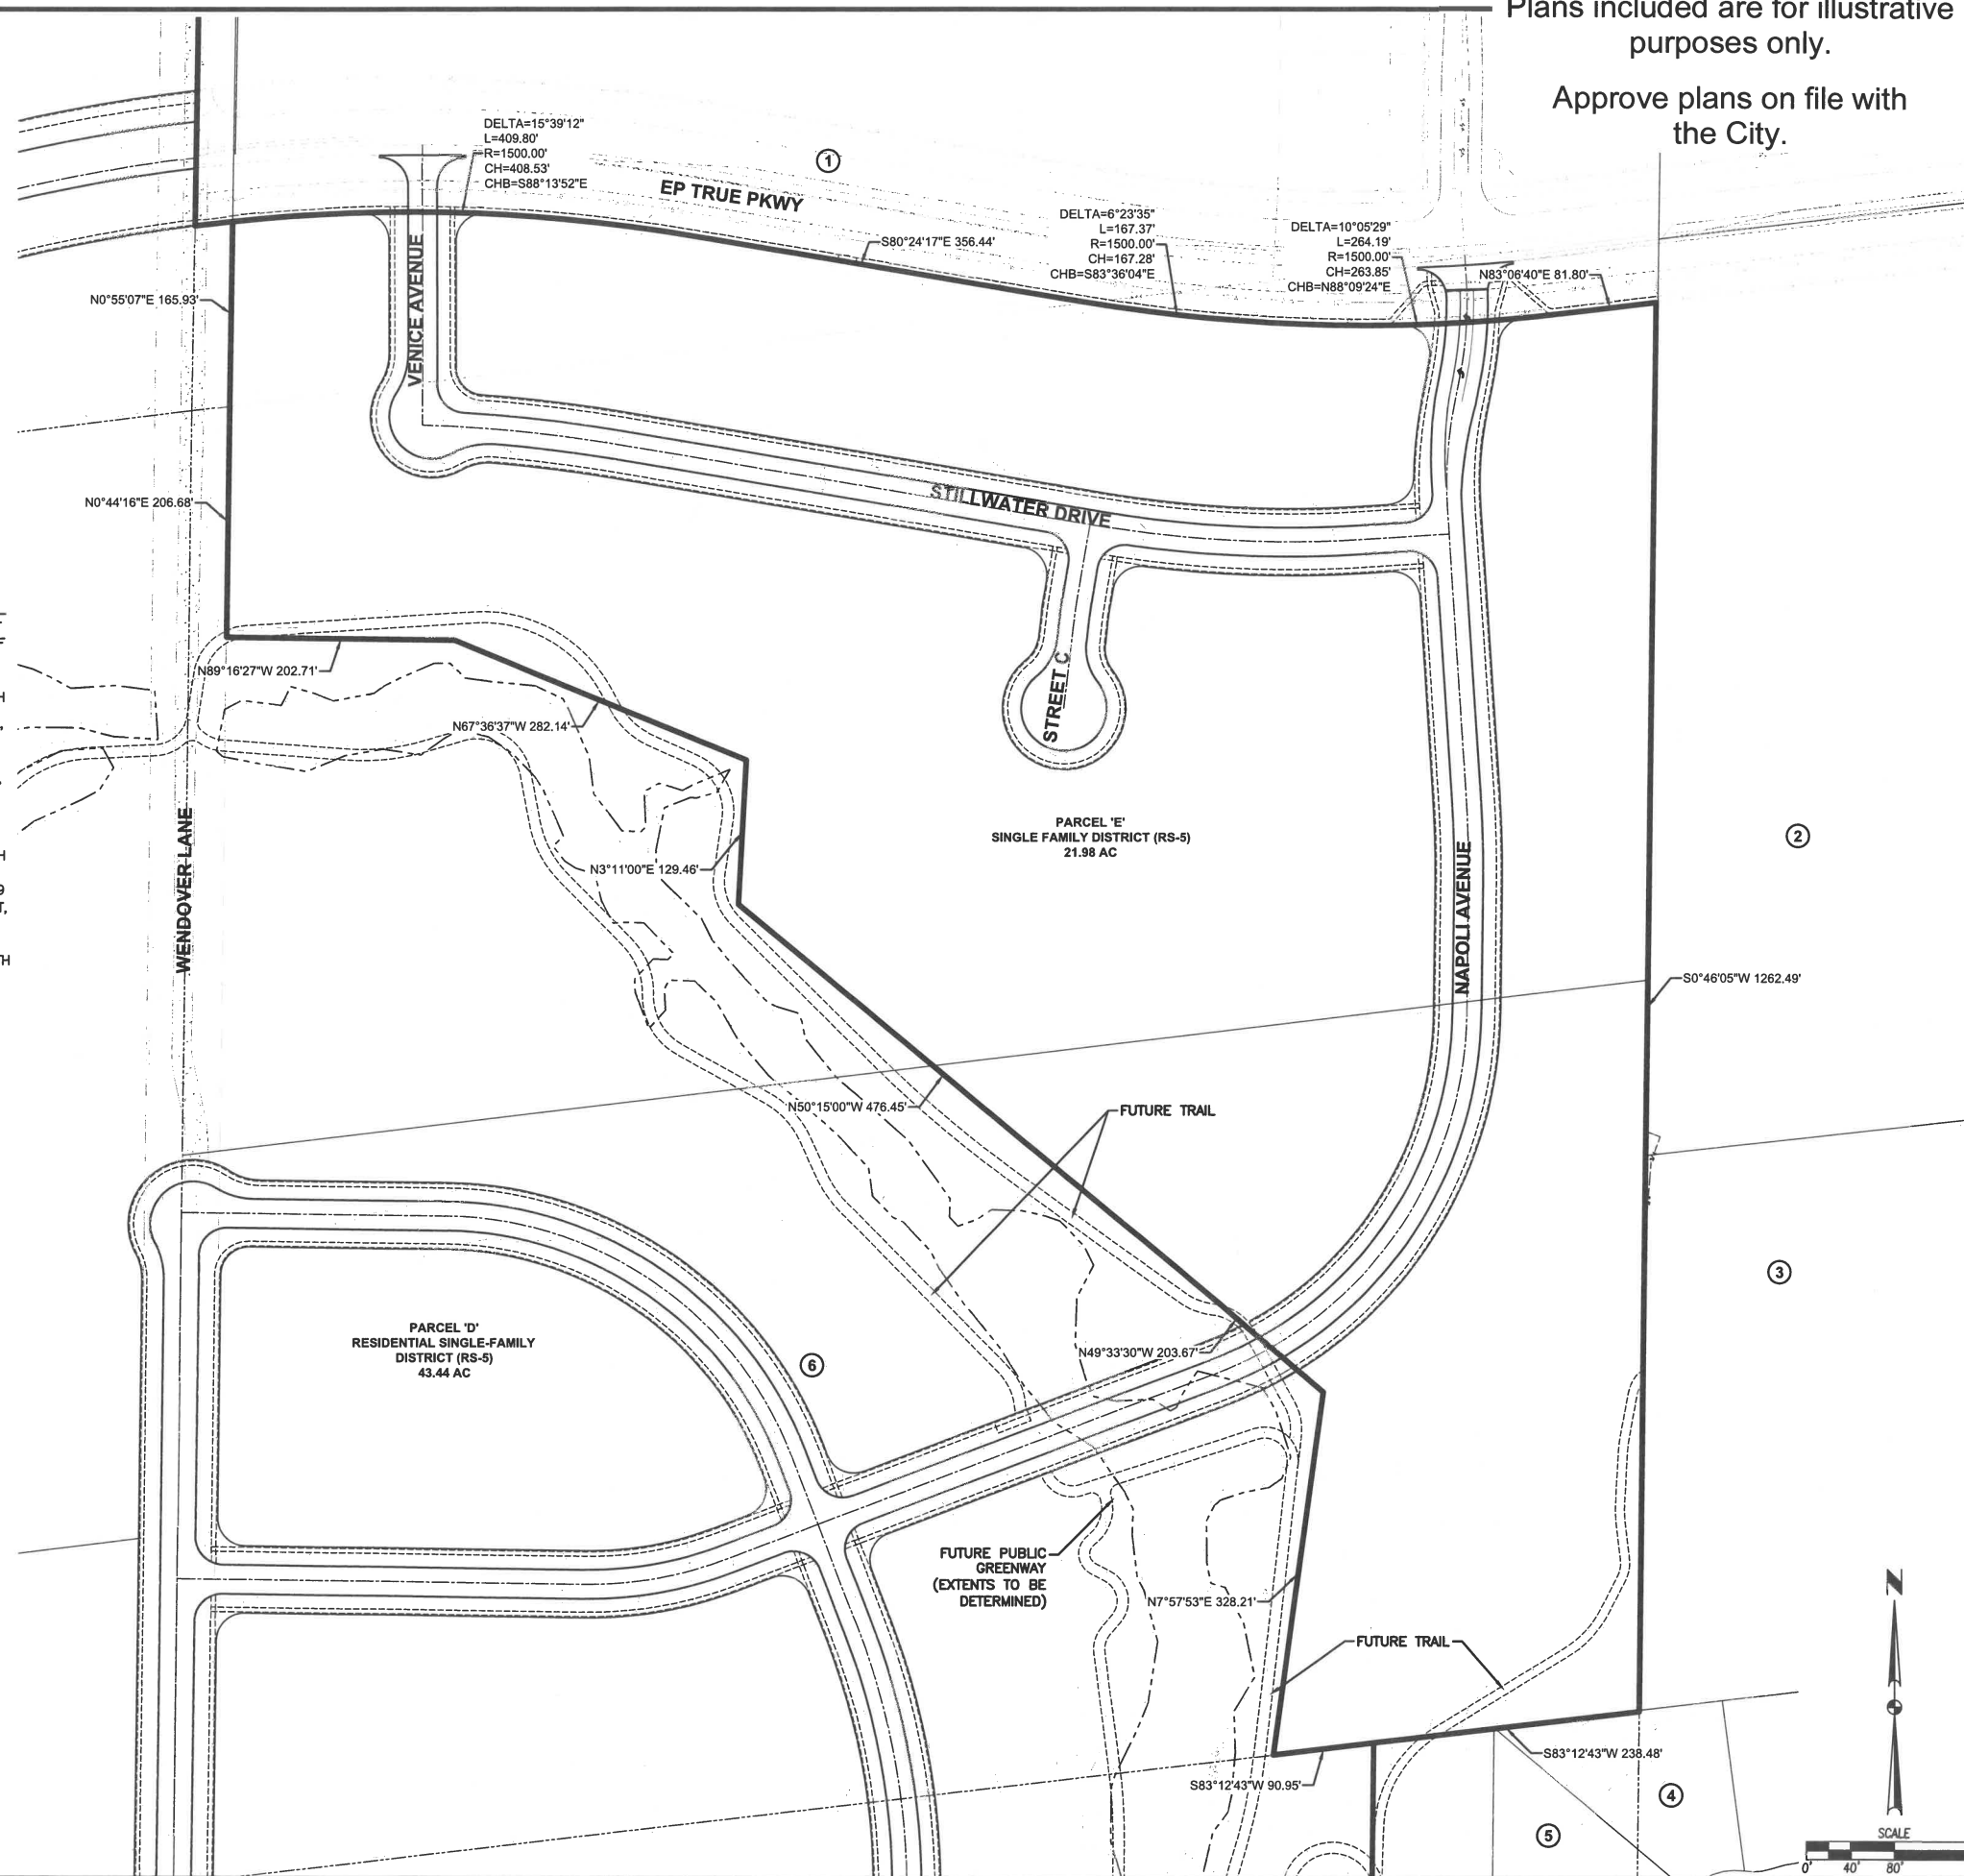 Plans included are for illustrative
purposes only.
Approve plans on file with
the City.
DELTA=15°39'12"
L=409.80'
R=1500.00'
CH=408.53'
CHB=S88°13'52"E
1
EP TRUE PKWY
DELTA=6°23'35"
L=167.37'
R=1500.00'
CH=167.28'
CHB=S83°36'04"E
DELTA=10°05'29"
L=264.19'
R=1500.00'
CH=263.85'
CHB=N88°09'24"E
S80°24'17"E 356.44'
N83°06'40"E 81.80'
N0°55'07"E 165.93'
VENICE AVENUE
N0°44'16"E 206.68'
STILLWATER DRIVE
STREET C
N89°16'27"W 202.71'
N67°36'37"W 282.14'
PARCEL 'E'
SINGLE FAMILY DISTRICT (RS-5)
21.98 AC
2
N3°11'00"E 129.46'
WENDOVER LANE
NAPOLI AVENUE
S0°46'05"W 1262.49'
N50°15'00"W 476.45'
FUTURE TRAIL
3
PARCEL 'D'
RESIDENTIAL SINGLE-FAMILY
DISTRICT (RS-5)
43.44 AC
6
N49°33'30"W 203.67'
FUTURE PUBLIC
GREENWAY
(EXTENTS TO BE
DETERMINED)
N7°57'53"E 328.21'
FUTURE TRAIL
N
S83°12'43"W 238.48'
S83°12'43"W 90.95'
4
5
SCALE
0' 40' 80'